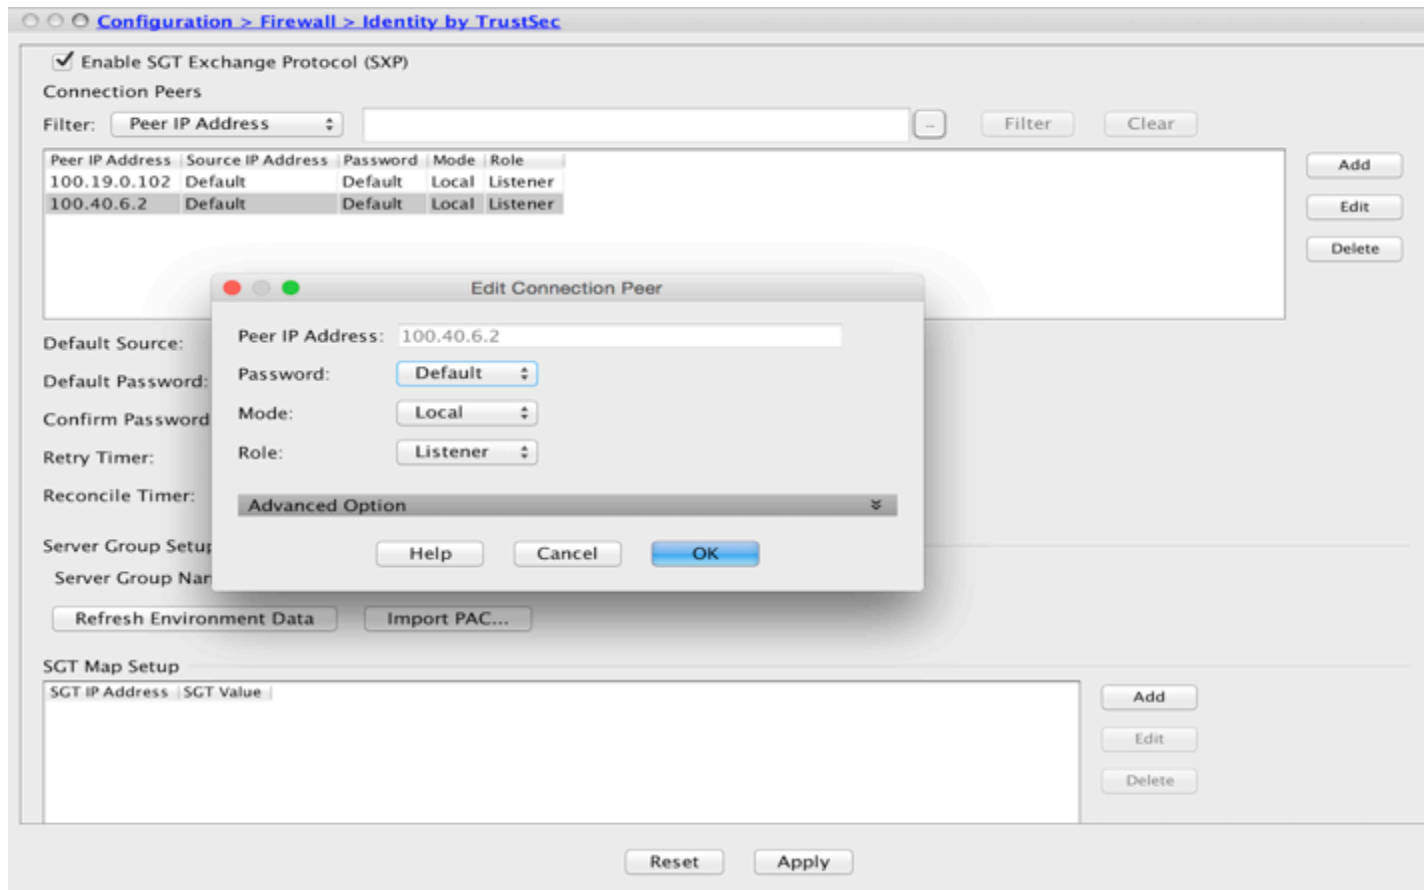 Configuration > Firewall > Identity by TrustSec
Enable SGT Exchange Protocol (SXP)
Connection Peers
Filter: Peer IP Address ... Filter Clear
Peer IP Address Source IP Address Password Mode Role
100.19.0.102 Default Default Local Listener
100.40.6.2 Default Default Local Listener
Add
Edit
Delete
Edit Connection Peer
Peer IP Address: 100.40.6.2
Password: Default
Mode: Local
Role: Listener
Advanced Option
Help Cancel OK
Default Source:
Default Password:
Confirm Password
Retry Timer:
Reconcile Timer:
Server Group Setup
Server Group Nam
Refresh Environment Data Import PAC...
SGT Map Setup
SGT IP Address SGT Value
Add
Edit
Delete
Reset Apply